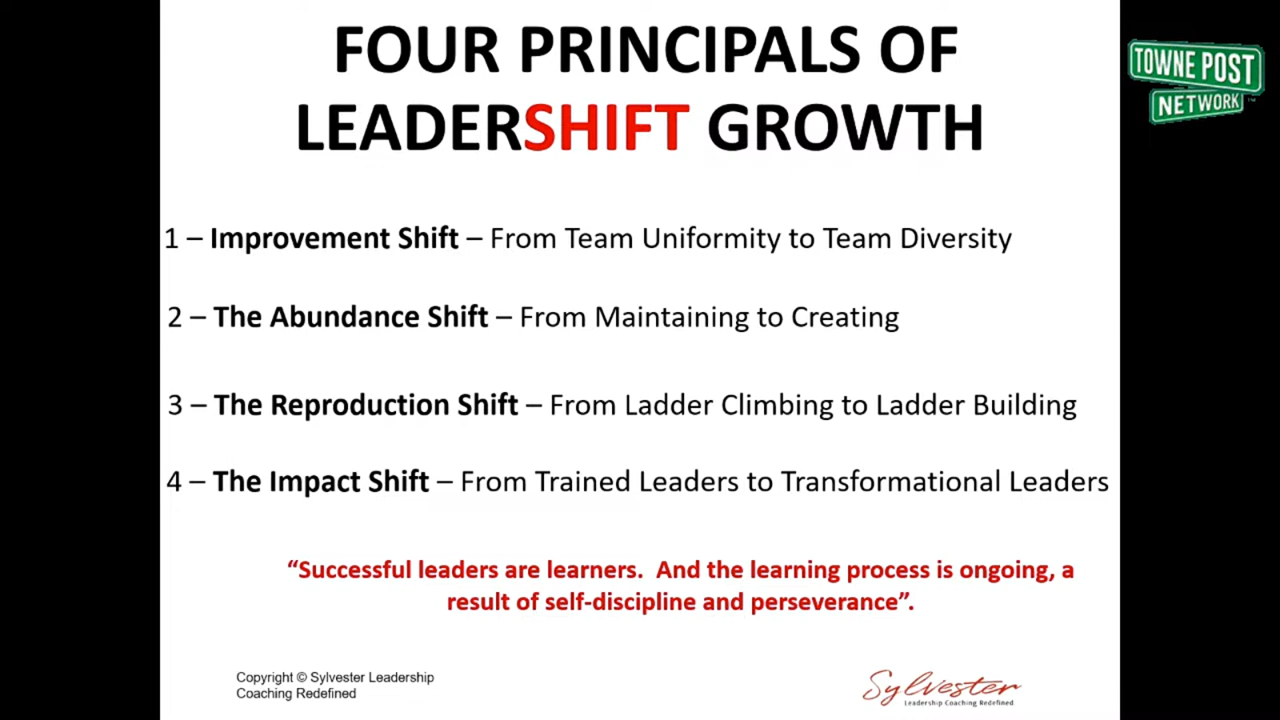 FOUR PRINCIPALS OF
LEADERSHIFT GROWTH
TOWNE POST
NETWORK™
1 – Improvement Shift – From Team Uniformity to Team Diversity
2 – The Abundance Shift – From Maintaining to Creating
3 – The Reproduction Shift – From Ladder Climbing to Ladder Building
4 – The Impact Shift – From Trained Leaders to Transformational Leaders
“Successful leaders are learners.  And the learning process is ongoing, a
result of self-discipline and perseverance”.
Copyright © Sylvester Leadership
Coaching Redefined
Sylvester
Leadership Coaching Redefined